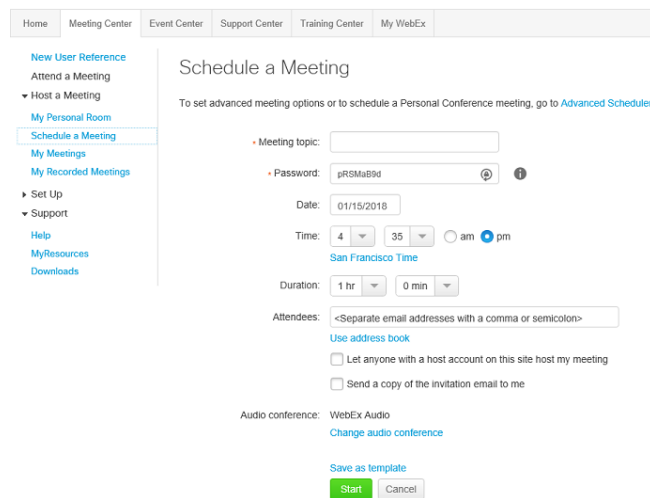 Home Meeting Center Event Center Support Center Training Center My WebEx
New User Reference
Attend a Meeting
Host a Meeting
My Personal Room
Schedule a Meeting
My Meetings
My Recorded Meetings
Set Up
Support
Help
MyResources
Downloads
Schedule a Meeting
To set advanced meeting options or to schedule a Personal Conference meeting, go to Advanced Scheduler
* Meeting topic:
* Password: pRSMaB9d
Date: 01/15/2018
Time: 4 35 am pm
San Francisco Time
Duration: 1 hr 0 min
Attendees: <Separate email addresses with a comma or semicolon>
Use address book
Let anyone with a host account on this site host my meeting
Send a copy of the invitation email to me
Audio conference: WebEx Audio
Change audio conference
Save as template
Start Cancel